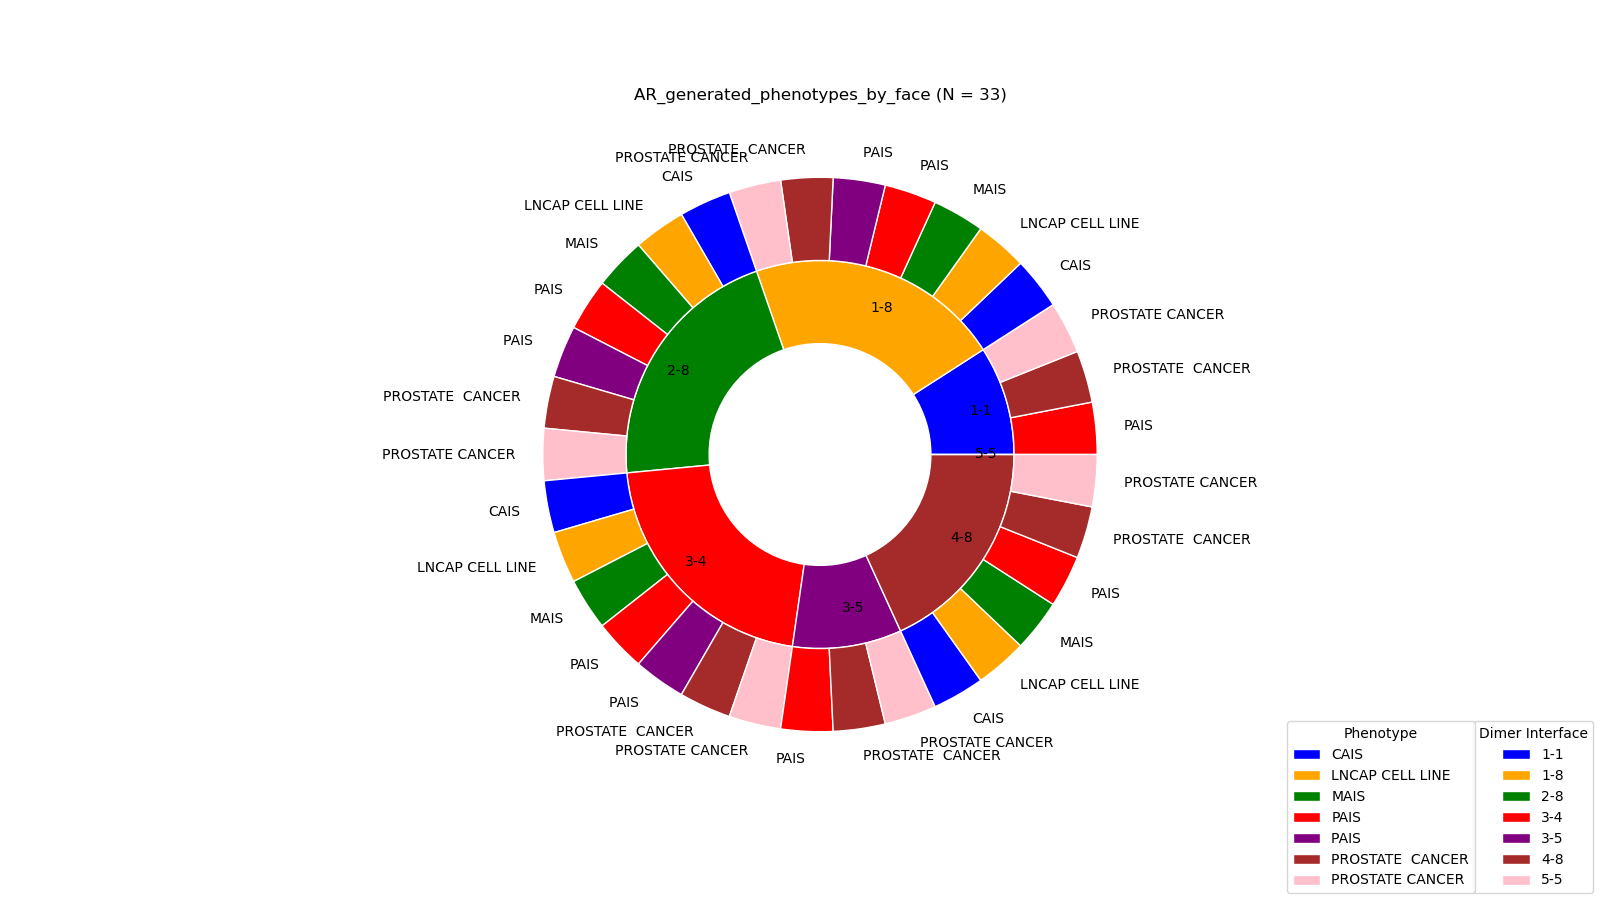 AR_generated_phenotypes_by_face (N = 33)
PROSTATE  CANCER
PAIS
PROSTATE CANCER
PAIS
CAIS
MAIS
LNCAP CELL LINE
LNCAP CELL LINE
MAIS
CAIS
PAIS
1-8
PROSTATE CANCER
PAIS
2-8
PROSTATE  CANCER
PROSTATE  CANCER
1-1
PAIS
PROSTATE CANCER
5-5
PROSTATE CANCER
CAIS
4-8
PROSTATE  CANCER
LNCAP CELL LINE
3-4
PAIS
3-5
MAIS
MAIS
PAIS
LNCAP CELL LINE
PAIS
CAIS
PROSTATE  CANCER
PROSTATE CANCER
PROSTATE CANCER
PROSTATE  CANCER
PAIS
Phenotype
CAIS
LNCAP CELL LINE
MAIS
PAIS
PAIS
PROSTATE  CANCER
PROSTATE CANCER
Dimer Interface
1-1
1-8
2-8
3-4
3-5
4-8
5-5